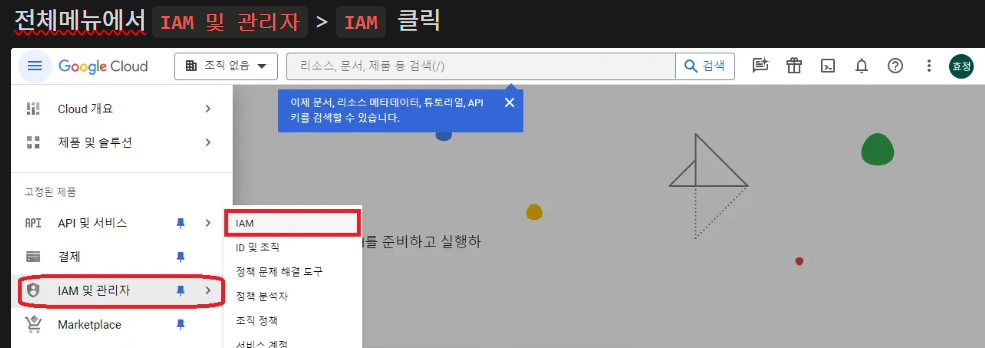 전체메뉴에서 IAM 및 관리자 > IAM 클릭
Google Cloud 조직 없음 리소스, 문서, 제품 등 검색(/) 검색 효정
이제 문서, 리소스 메타데이터, 튜토리얼, API
키를 검색할 수 있습니다.
Cloud 개요
제품 및 솔루션
고정된 제품
API API 및 서비스
IAM
를 준비하고 실행하
ID 및 조직
결제
정책 문제 해결 도구
IAM 및 관리자
정책 분석자
조직 정책
Marketplace
서비스 계정